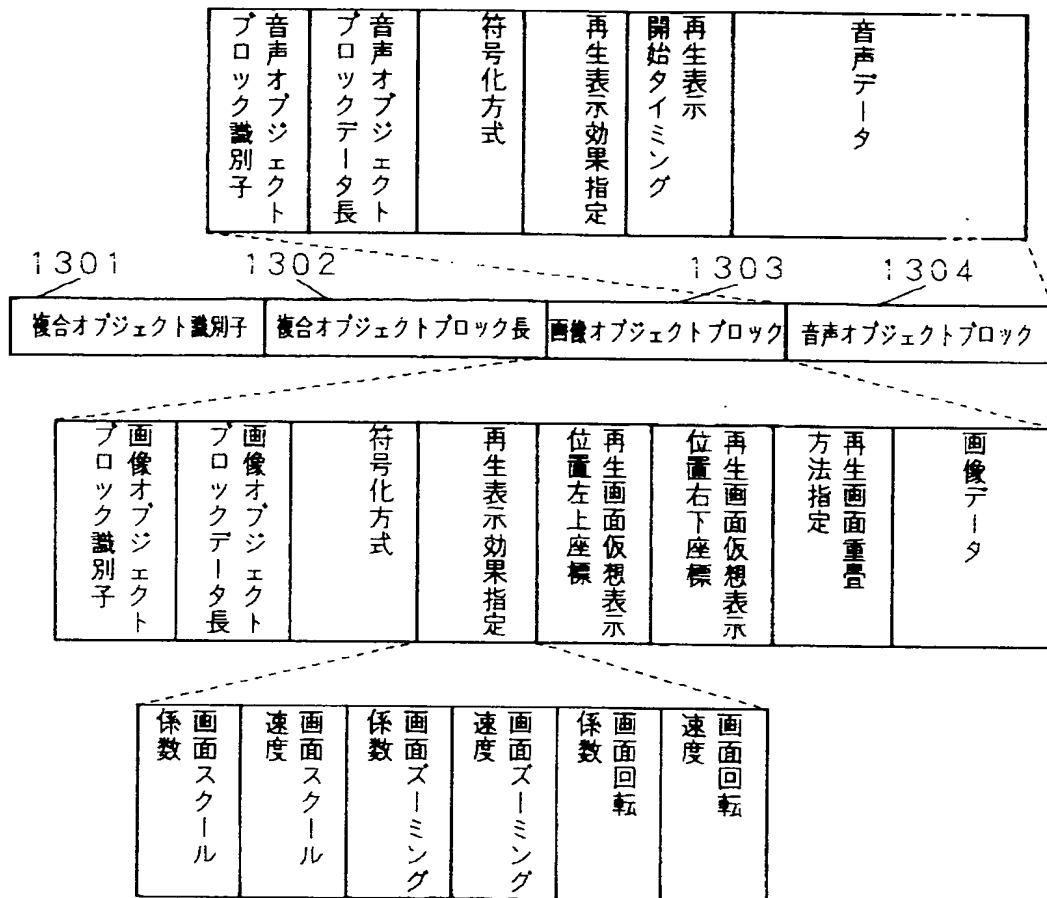 音声オブジェクト
ブロック識別子
音声オブジェクト
ブロックデータ長
符号化方式
再生表示効果指定
再生表示
開始タイミング
音声データ
1301
1302
1303
1304
複合オブジェクト識別子
複合オブジェクトブロック長
画像オブジェクトブロック
音声オブジェクトブロック
画像オブジェクト
ブロック識別子
画像オブジェクト
ブロックデータ長
符号化方式
再生表示効果指定
再生画面仮想表示
位置左上座標
再生画面仮想表示
位置右下座標
再生画面重畳
方法指定
画像データ
画面スクール
係数
画面スクール
速度
画面ズーミング
係数
画面ズーミング
速度
画面回転
係数
画面回転
速度